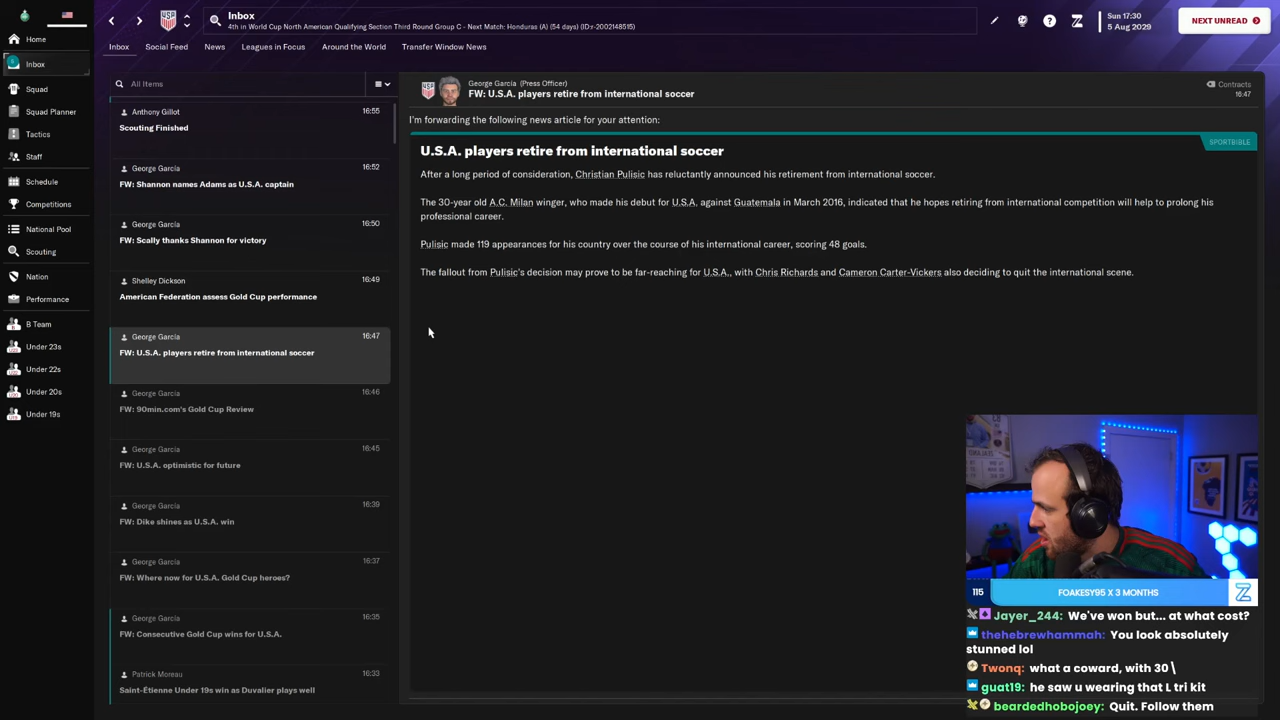 Inbox
4th in World Cup North American Qualifying Section Third Round Group C - Next Match: Honduras (A) (54 days) (ID:r-2002148515)
Sun 17:30
5 Aug 2029
NEXT UNREAD
Inbox
Social Feed
News
Leagues in Focus
Around the World
Transfer Window News
Home
Inbox
Squad
Squad Planner
Tactics
Staff
Schedule
Competitions
National Pool
Scouting
Nation
Performance
B Team
Under 23s
Under 22s
Under 20s
Under 19s
All Items
Anthony Gillot
16:55
Scouting Finished
George García
16:52
FW: Shannon names Adams as U.S.A. captain
George García
16:50
FW: Scally thanks Shannon for victory
Shelley Dickson
16:49
American Federation assess Gold Cup performance
George García
16:47
FW: U.S.A. players retire from international soccer
George García
16:46
FW: 90min.com's Gold Cup Review
George García
16:45
FW: U.S.A. optimistic for future
George García
16:39
FW: Dike shines as U.S.A. win
George García
16:37
FW: Where now for U.S.A. Gold Cup heroes?
George García
16:35
FW: Consecutive Gold Cup wins for U.S.A.
Patrick Moreau
16:33
Saint-Étienne Under 19s win as Duvalier plays well
George García (Press Officer)
FW: U.S.A. players retire from international soccer
Contracts
16:47
I'm forwarding the following news article for your attention:
U.S.A. players retire from international soccer
SPORTBIBLE
After a long period of consideration, Christian Pulisic has reluctantly announced his retirement from international soccer.
The 30-year old A.C. Milan winger, who made his debut for U.S.A. against Guatemala in March 2016, indicated that he hopes retiring from international competition will help to prolong his
professional career.
Pulisic made 119 appearances for his country over the course of his international career, scoring 48 goals.
The fallout from Pulisic's decision may prove to be far-reaching for U.S.A., with Chris Richards and Cameron Carter-Vickers also deciding to quit the international scene.
115
FOAKESY95 X 3 MONTHS
Jayer_244: We've won but... at what cost?
thehebrewhammah: You look absolutely
stunned lol
Twonq: what a coward, with 30\
guat19: he saw u wearing that L tri kit
beardedhobojoey: Quit. Follow them